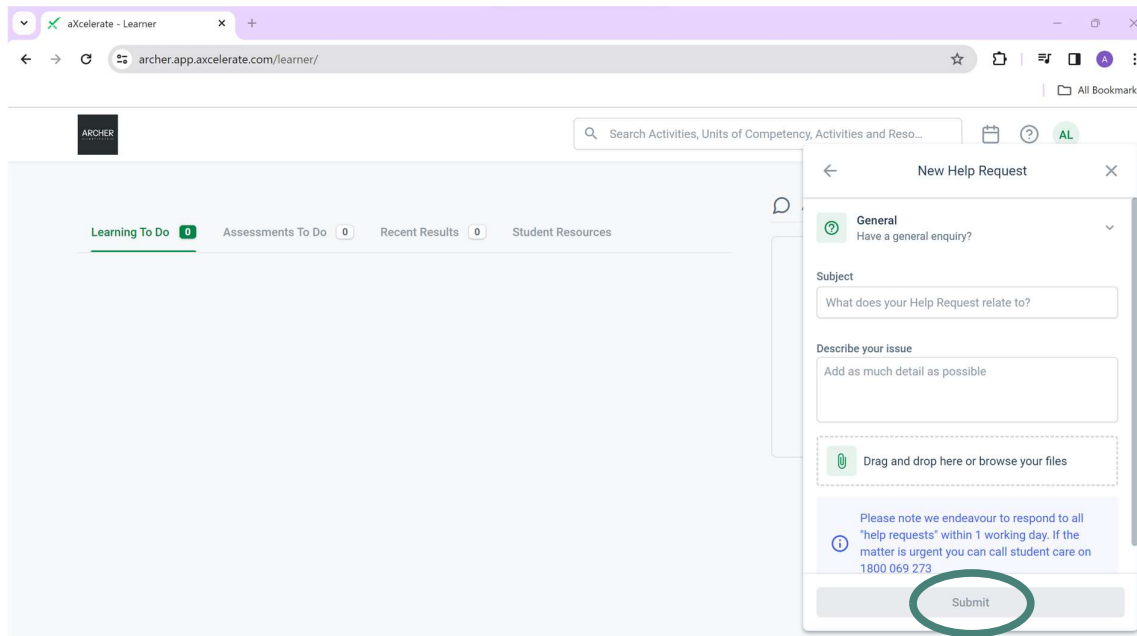 aXcelerate - Learner
archer.app.axcelerate.com/learner/
A
All Bookmark
ARCHER
Search Activities, Units of Competency, Activities and Reso...
AL
New Help Request
Learning To Do 0 Assessments To Do 0 Recent Results 0 Student Resources
General
Have a general enquiry?
Subject
What does your Help Request relate to?
Describe your issue
Add as much detail as possible
Drag and drop here or browse your files
Please note we endeavour to respond to all
"help requests" within 1 working day. If the
matter is urgent you can call student care on
1800 069 273
Submit